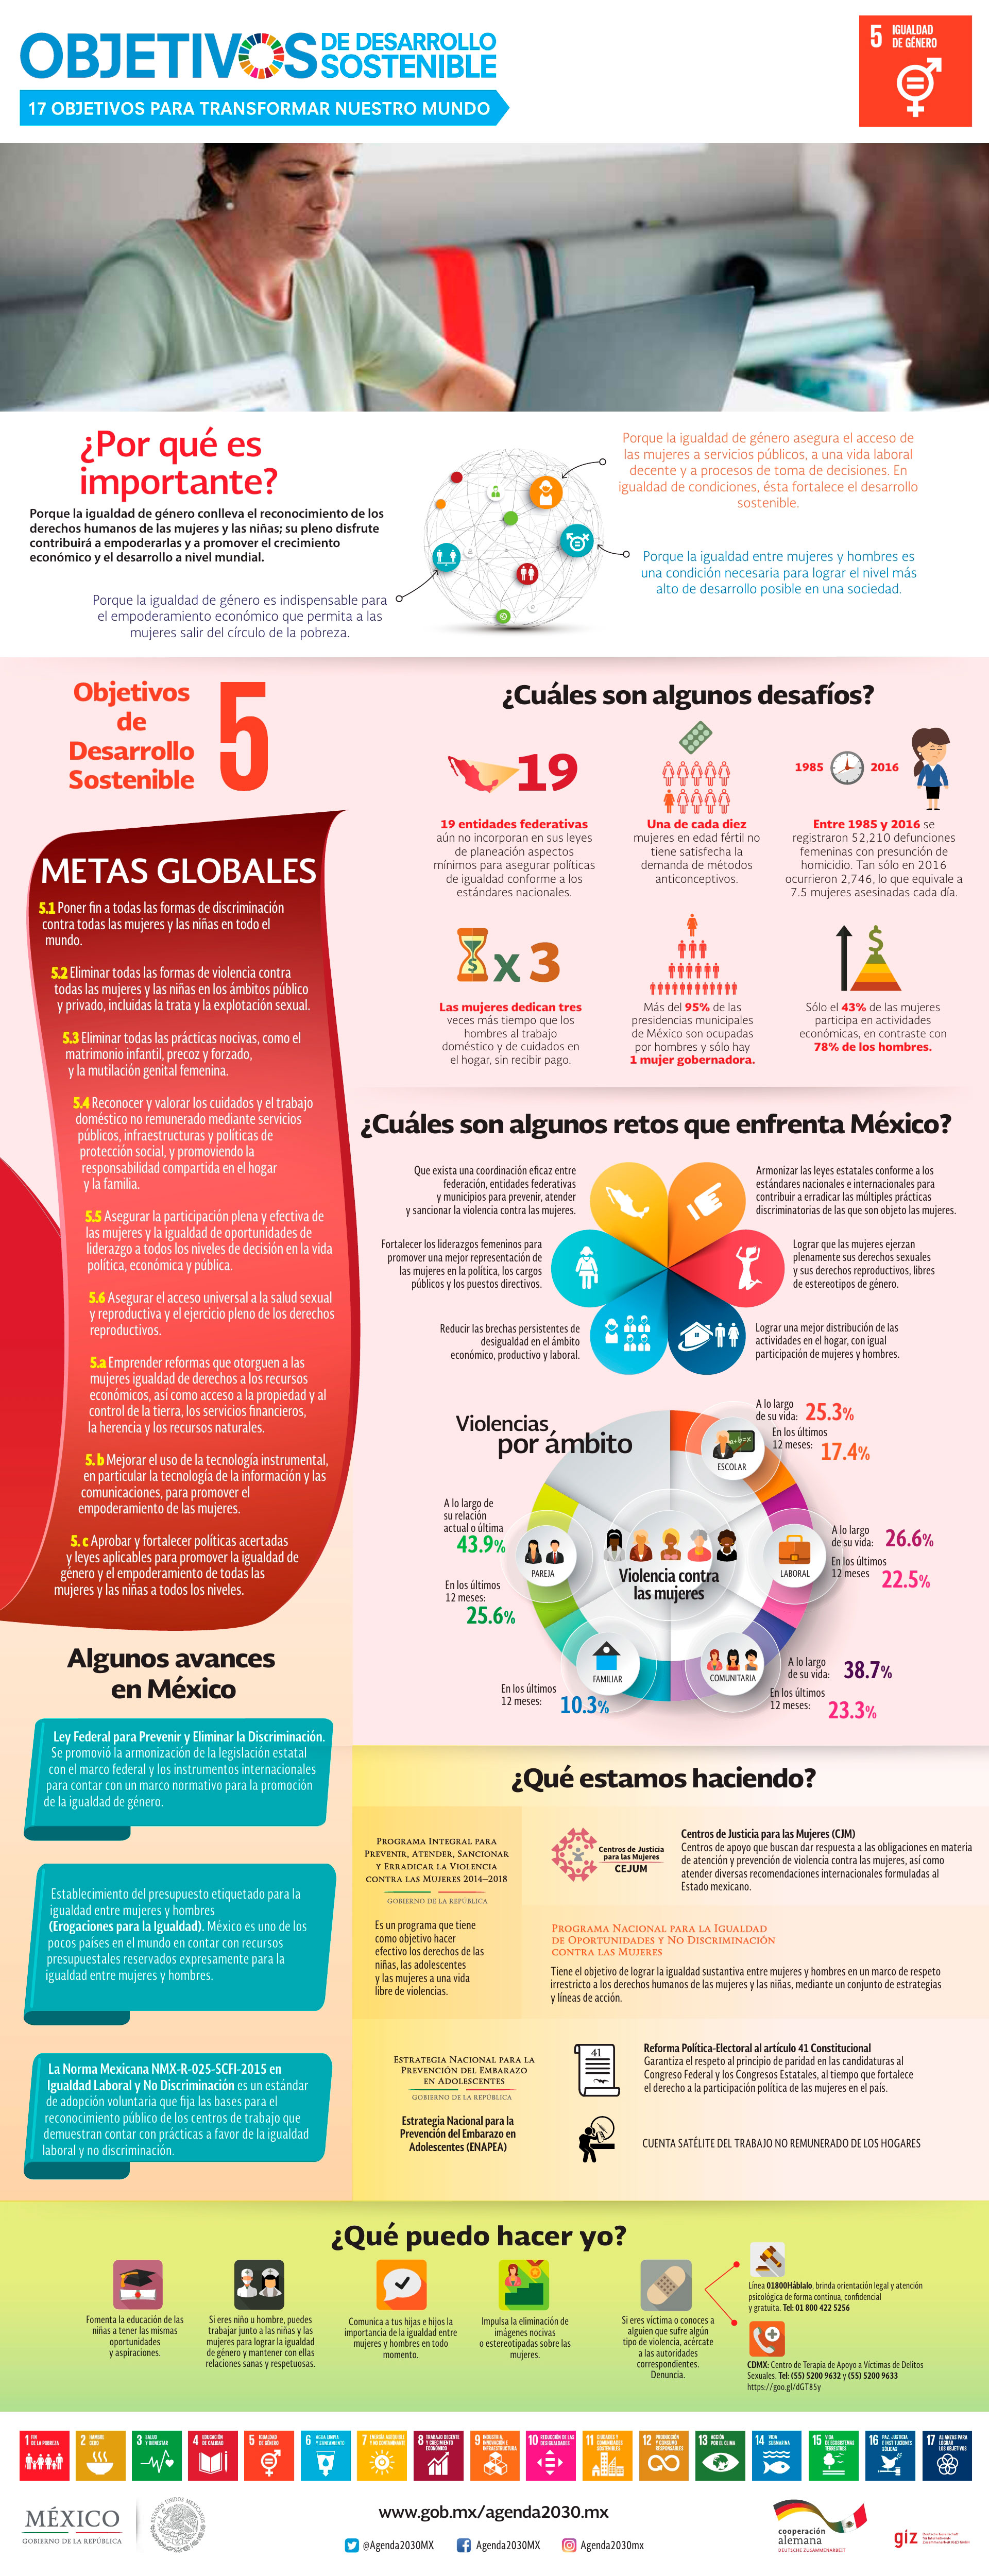 OBJETIVOS DE DESARROLLO
SOSTENIBLE
17 OBJETIVOS PARA TRANSFORMAR NUESTRO MUNDO
5 IGUALDAD
DE GÉNERO
¿Por qué es
importante?
Porque la igualdad de género conlleva el reconocimiento de los
derechos humanos de las mujeres y las niñas; su pleno disfrute
contribuirá a empoderarlas y a promover el crecimiento
económico y el desarrollo a nivel mundial.
Porque la igualdad de género es indispensable para
el empoderamiento económico que permita a las
mujeres salir del círculo de la pobreza.
Porque la igualdad de género asegura el acceso de
las mujeres a servicios públicos, a una vida laboral
decente y a procesos de toma de decisiones. En
igualdad de condiciones, ésta fortalece el desarrollo
sostenible.
Porque la igualdad entre mujeres y hombres es
una condición necesaria para lograr el nivel más
alto de desarrollo posible en una sociedad.
Objetivos
de
Desarrollo
Sostenible
5
METAS GLOBALES
5.1 Poner fin a todas las formas de discriminación
contra todas las mujeres y las niñas en todo el
mundo.
5.2 Eliminar todas las formas de violencia contra
todas las mujeres y las niñas en los ámbitos público
y privado, incluidas la trata y la explotación sexual.
5.3 Eliminar todas las prácticas nocivas, como el
matrimonio infantil, precoz y forzado,
y la mutilación genital femenina.
5.4 Reconocer y valorar los cuidados y el trabajo
doméstico no remunerado mediante servicios
públicos, infraestructuras y políticas de
protección social, y promoviendo la
responsabilidad compartida en el hogar
y la familia.
5.5 Asegurar la participación plena y efectiva de
las mujeres y la igualdad de oportunidades de
liderazgo a todos los niveles de decisión en la vida
política, económica y pública.
5.6 Asegurar el acceso universal a la salud sexual
y reproductiva y el ejercicio pleno de los derechos
reproductivos.
5.a Emprender reformas que otorguen a las
mujeres igualdad de derechos a los recursos
económicos, así como acceso a la propiedad y al
control de la tierra, los servicios financieros,
la herencia y los recursos naturales.
5. b Mejorar el uso de la tecnología instrumental,
en particular la tecnología de la información y las
comunicaciones, para promover el
empoderamiento de las mujeres.
5. c Aprobar y fortalecer políticas acertadas
y leyes aplicables para promover la igualdad de
género y el empoderamiento de todas las
mujeres y las niñas a todos los niveles.
¿Cuáles son algunos desafíos?
19
19 entidades federativas
aún no incorporan en sus leyes
de planeación aspectos
mínimos para asegurar políticas
de igualdad conforme a los
estándares nacionales.
Una de cada diez
mujeres en edad fértil no
tiene satisfecha la
demanda de métodos
anticonceptivos.
1985 2016
Entre 1985 y 2016 se
registraron 52,210 defunciones
femeninas con presunción de
homicidio. Tan sólo en 2016
ocurrieron 2,746, lo que equivale a
7.5 mujeres asesinadas cada día.
$ x 3
Las mujeres dedican tres
veces más tiempo que los
hombres al trabajo
doméstico y de cuidados en
el hogar, sin recibir pago.
Más del 95% de las
presidencias municipales
de México son ocupadas
por hombres y sólo hay
1 mujer gobernadora.
$
Sólo el 43% de las mujeres
participa en actividades
económicas, en contraste con
78% de los hombres.
¿Cuáles son algunos retos que enfrenta México?
Que exista una coordinación eficaz entre
federación, entidades federativas
y municipios para prevenir, atender
y sancionar la violencia contra las mujeres.
Fortalecer los liderazgos femeninos para
promover una mejor representación de
las mujeres en la política, los cargos
públicos y los puestos directivos.
Reducir las brechas persistentes de
desigualdad en el ámbito
económico, productivo y laboral.
Armonizar las leyes estatales conforme a los
estándares nacionales e internacionales para
contribuir a erradicar las múltiples prácticas
discriminatorias de las que son objeto las mujeres.
Lograr que las mujeres ejerzan
plenamente sus derechos sexuales
y sus derechos reproductivos, libres
de estereotipos de género.
Lograr una mejor distribución de las
actividades en el hogar, con igual
participación de mujeres y hombres.
Violencias
por ámbito
A lo largo
de su vida: 25.3%
En los últimos
12 meses: 17.4%
a+b=x
ESCOLAR
A lo largo de
su relación
actual o última
43.9%
En los últimos
12 meses:
25.6%
PAREJA
Violencia contra
las mujeres
LABORAL
A lo largo
de su vida: 26.6%
En los últimos
12 meses 22.5%
FAMILIAR
En los últimos
12 meses: 10.3%
COMUNITARIA
A lo largo
de su vida: 38.7%
En los últimos
12 meses: 23.3%
Algunos avances
en México
Ley Federal para Prevenir y Eliminar la Discriminación.
Se promovió la armonización de la legislación estatal
con el marco federal y los instrumentos internacionales
para contar con un marco normativo para la promoción
de la igualdad de género.
Establecimiento del presupuesto etiquetado para la
igualdad entre mujeres y hombres
(Erogaciones para la Igualdad). México es uno de los
pocos países en el mundo en contar con recursos
presupuestales reservados expresamente para la
igualdad entre mujeres y hombres.
La Norma Mexicana NMX-R-025-SCFI-2015 en
Igualdad Laboral y No Discriminación es un estándar
de adopción voluntaria que fija las bases para el
reconocimiento público de los centros de trabajo que
demuestran contar con prácticas a favor de la igualdad
laboral y no discriminación.
¿Qué estamos haciendo?
PROGRAMA INTEGRAL PARA
PREVENIR, ATENDER, SANCIONAR
Y ERRADICAR LA VIOLENCIA
CONTRA LAS MUJERES 2014–2018
GOBIERNO DE LA REPÚBLICA
Es un programa que tiene
como objetivo hacer
efectivo los derechos de las
niñas, las adolescentes
y las mujeres a una vida
libre de violencias.
Centros de Justicia
para las Mujeres
CEJUM
Centros de Justicia para las Mujeres (CJM)
Centros de apoyo que buscan dar respuesta a las obligaciones en materia
de atención y prevención de violencia contra las mujeres, así como
atender diversas recomendaciones internacionales formuladas al
Estado mexicano.
PROGRAMA NACIONAL PARA LA IGUALDAD
DE OPORTUNIDADES Y NO DISCRIMINACIÓN
CONTRA LAS MUJERES
Tiene el objetivo de lograr la igualdad sustantiva entre mujeres y hombres en un marco de respeto
irrestricto a los derechos humanos de las mujeres y las niñas, mediante un conjunto de estrategias
y líneas de acción.
ESTRATEGIA NACIONAL PARA LA
PREVENCIÓN DEL EMBARAZO
EN ADOLESCENTES
GOBIERNO DE LA REPÚBLICA
Estrategia Nacional para la
Prevención del Embarazo en
Adolescentes (ENAPEA)
41
Reforma Política-Electoral al artículo 41 Constitucional
Garantiza el respeto al principio de paridad en las candidaturas al
Congreso Federal y los Congresos Estatales, al tiempo que fortalece
el derecho a la participación política de las mujeres en el país.
CUENTA SATÉLITE DEL TRABAJO NO REMUNERADO DE LOS HOGARES
¿Qué puedo hacer yo?
Fomenta la educación de las
niñas a tener las mismas
oportunidades
y aspiraciones.
Si eres niño u hombre, puedes
trabajar junto a las niñas y las
mujeres para lograr la igualdad
de género y mantener con ellas
relaciones sanas y respetuosas.
Comunica a tus hijas e hijos la
importancia de la igualdad entre
mujeres y hombres en todo
momento.
Impulsa la eliminación de
imágenes nocivas
o estereotipadas sobre las
mujeres.
Si eres víctima o conoces a
alguien que sufre algún
tipo de violencia, acércate
a las autoridades
correspondientes.
Denuncia.
Línea 01800Háblalo, brinda orientación legal y atención
psicológica de forma continua, confidencial
y gratuita. Tel: 01 800 422 5256
CDMX: Centro de Terapia de Apoyo a Víctimas de Delitos
Sexuales. Tel: (55) 5200 9632 y (55) 5200 9633
https://goo.gl/dGT8Sy
1 FIN
DE LA POBREZA
2 HAMBRE
CERO
3 SALUD
Y BIENESTAR
4 EDUCACIÓN
DE CALIDAD
5 IGUALDAD
DE GÉNERO
6 AGUA LIMPIA
Y SANEAMIENTO
7 ENERGÍA ASEQUIBLE
Y NO CONTAMINANTE
8 TRABAJO DECENTE
Y CRECIMIENTO
ECONÓMICO
9 INDUSTRIA,
INNOVACIÓN E
INFRAESTRUCTURA
10 REDUCCIÓN DE LAS
DESIGUALDADES
11 CIUDADES Y
COMUNIDADES
SOSTENIBLES
12 PRODUCCIÓN
Y CONSUMO
RESPONSABLES
13 ACCIÓN
POR EL CLIMA
14 VIDA
SUBMARINA
15 VIDA
DE ECOSISTEMAS
TERRESTRES
16 PAZ, JUSTICIA
E INSTITUCIONES
SÓLIDAS
17 ALIANZAS PARA
LOGRAR
LOS OBJETIVOS
MÉXICO
GOBIERNO DE LA REPÚBLICA
ESTADOS UNIDOS MEXICANOS
www.gob.mx/agenda2030.mx
@Agenda2030MX
Agenda2030MX
Agenda2030mx
cooperación
alemana
DEUTSCHE ZUSAMMENARBEIT
giz